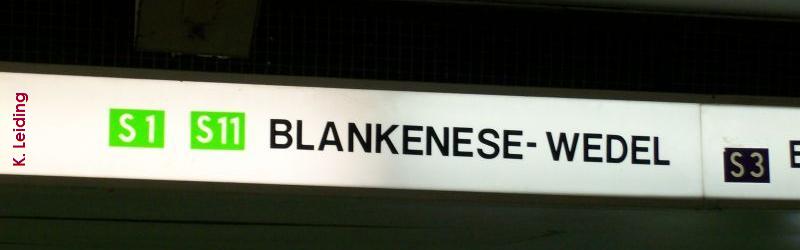 K. Leiding
S1 S11 BLANKENESE-WEDEL
S3